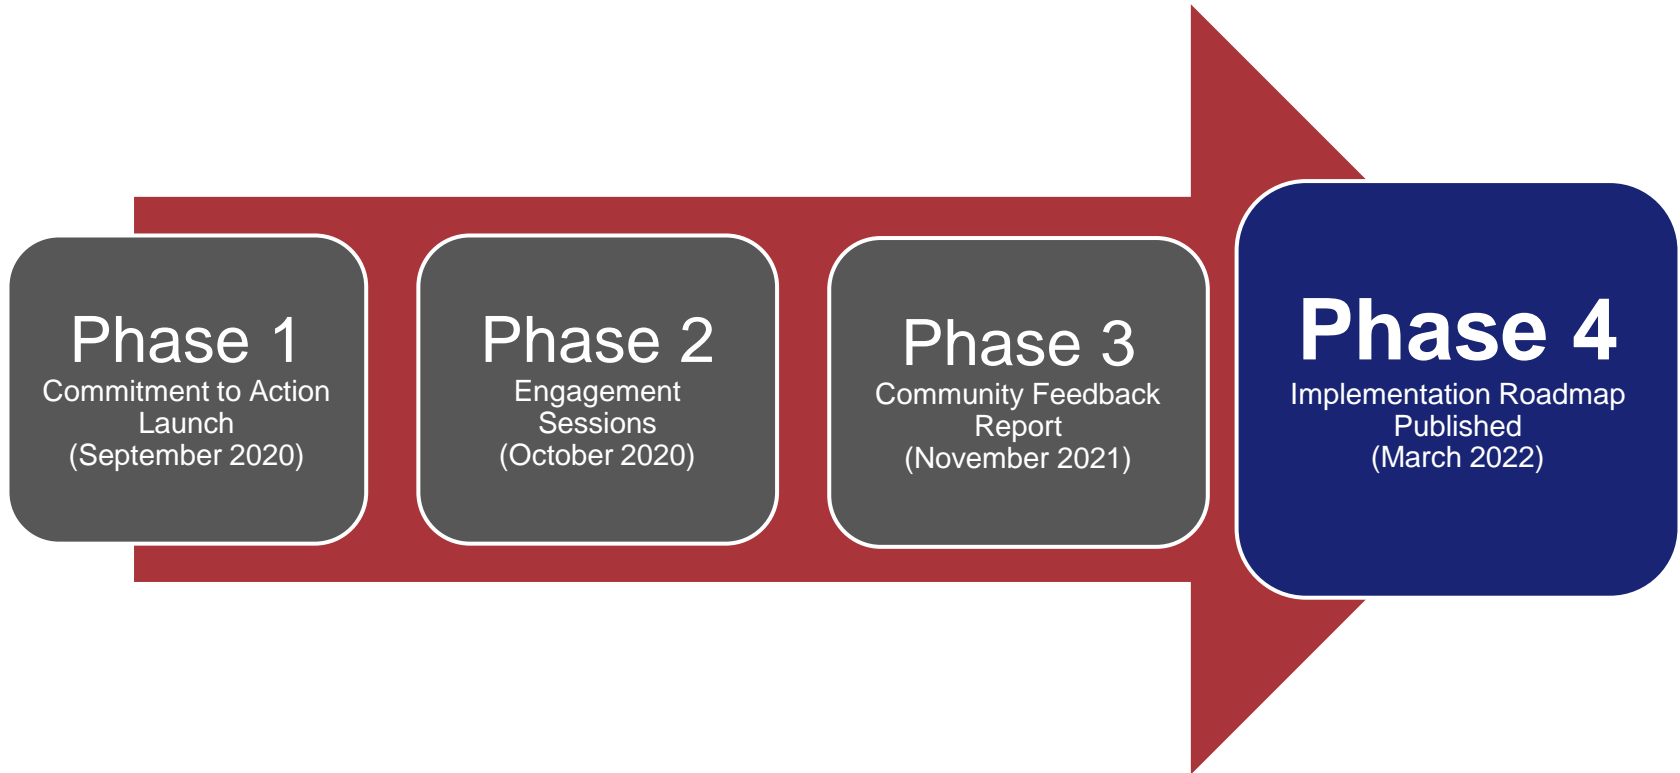 Phase 1
Commitment to Action
Launch
(September 2020)
Phase 2
Engagement
Sessions
(October 2020)
Phase 3
Community Feedback
Report
(November 2021)
Phase 4
Implementation Roadmap
Published
(March 2022)